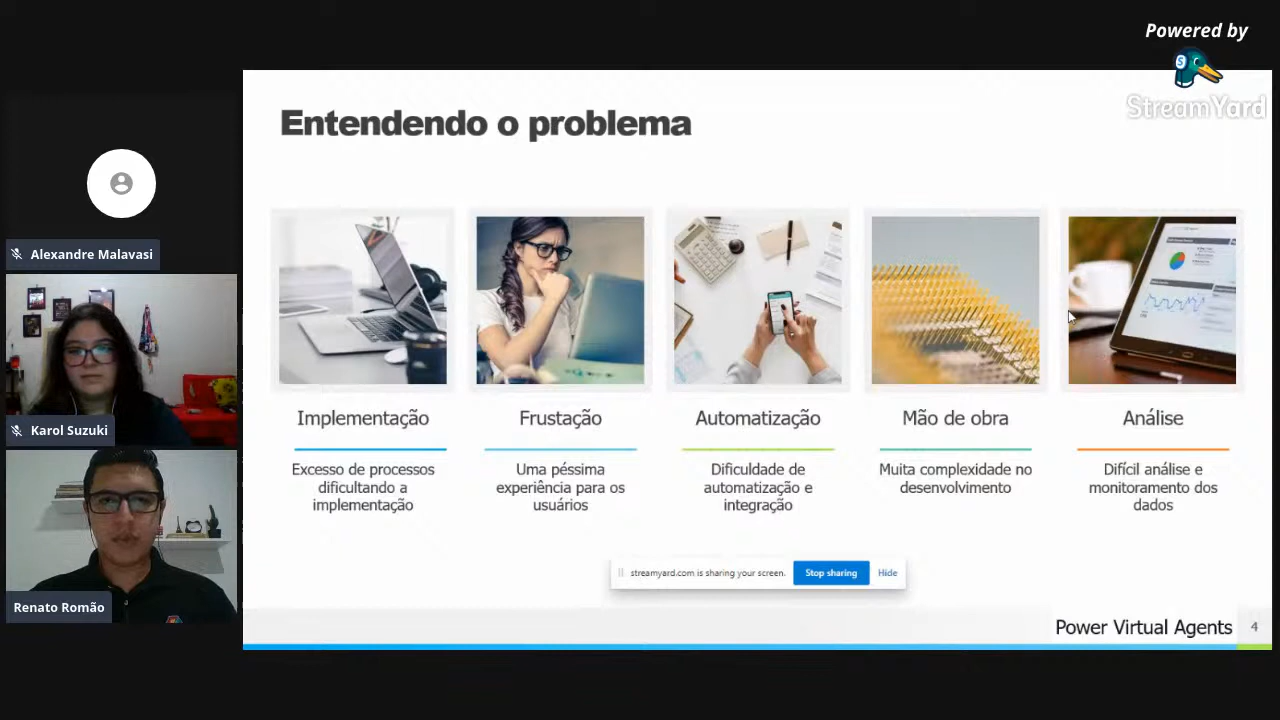 Powered by
StreamYard
Entendendo o problema
Alexandre Malavasi
Karol Suzuki
Renato Romão
Implementação
Excesso de processos
dificultando a
implementação
Frustação
Uma péssima
experiência para os
usuários
Automatização
Dificuldade de
automatização e
integração
Mão de obra
Muita complexidade no
desenvolvimento
Análise
Difícil análise e
monitoramento dos
dados
streamyard.com is sharing your screen. Stop sharing Hide
Power Virtual Agents 4